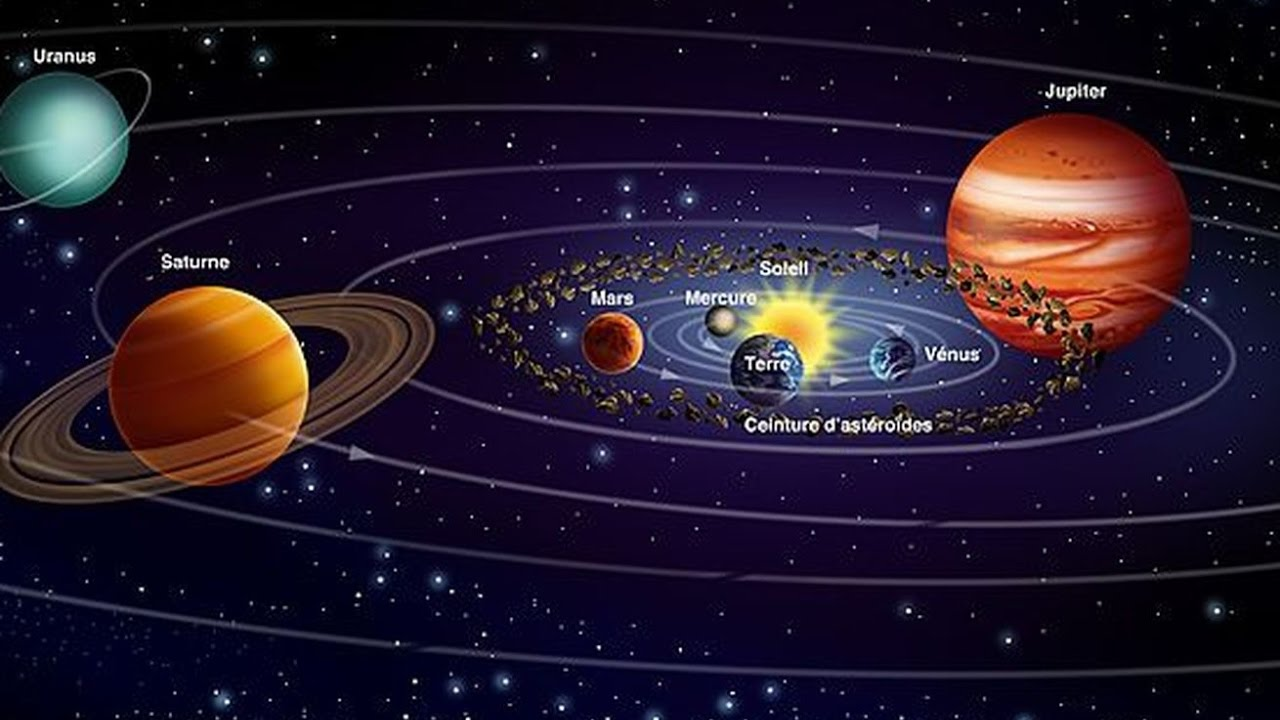 Uranus
Jupiter
Saturne
Soleil
Mars
Mercure
Vénus
Terre
Ceinture d'astéroïdes